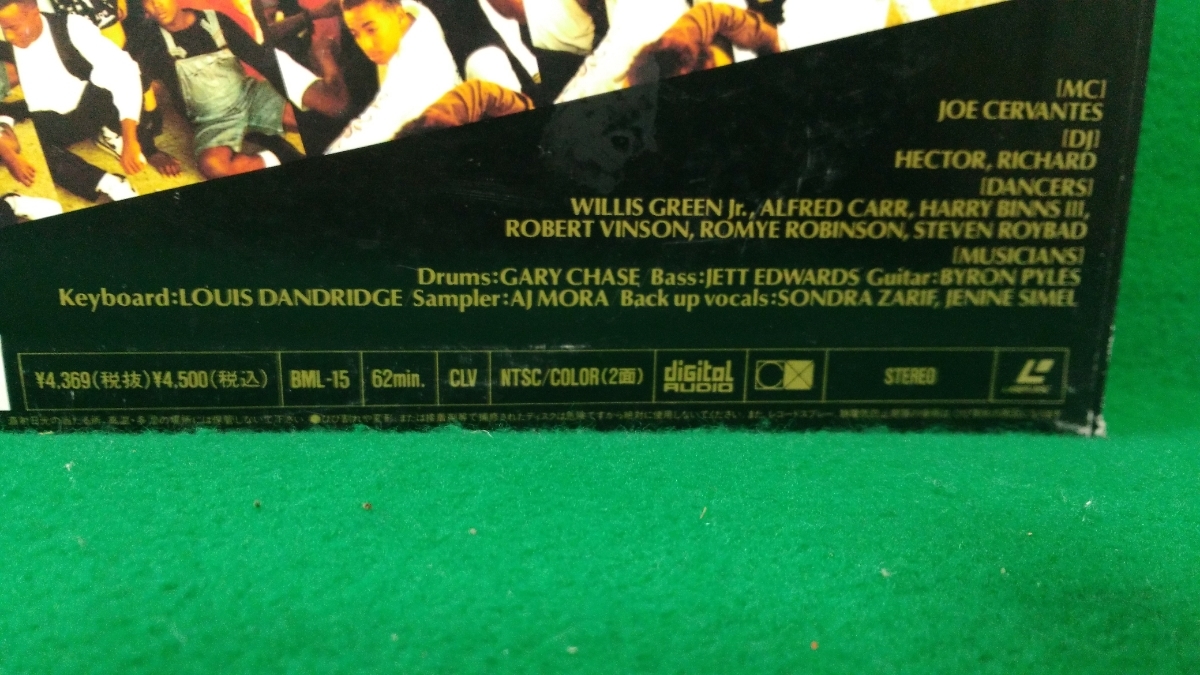 [MC]
JOE CERVANTES
[DJ]
HECTOR, RICHARD
[DANCERS]
WILLIS GREEN Jr., ALFRED CARR, HARRY BINNS III,
ROBERT VINSON, ROMYE ROBINSON, STEVEN ROYBAD
[MUSICIANS]
Drums:GARY CHASE Bass:JETT EDWARDS Guitar:BYRON PYLES
Keyboard:LOUIS DANDRIDGE Sampler:AJ MORA Back up vocals:SONDRA ZARIF, JENINE SIMEL
¥4,369(税抜)¥4,500(税込) BML-15 62min. CLV NTSC/COLOR(2面) digital AUDIO STEREO